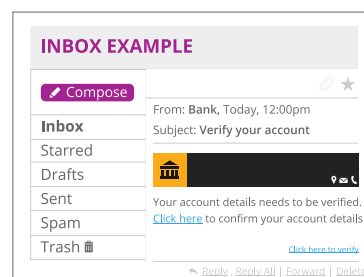 INBOX EXAMPLE
Compose
Inbox
Starred
Drafts
Sent
Spam
Trash
From: Bank, Today, 12:00pm
Subject: Verify your account
Your account details needs to be verified.
Click here to confirm your account details
Click here to verify
Reply , Reply All | Forward | Delete